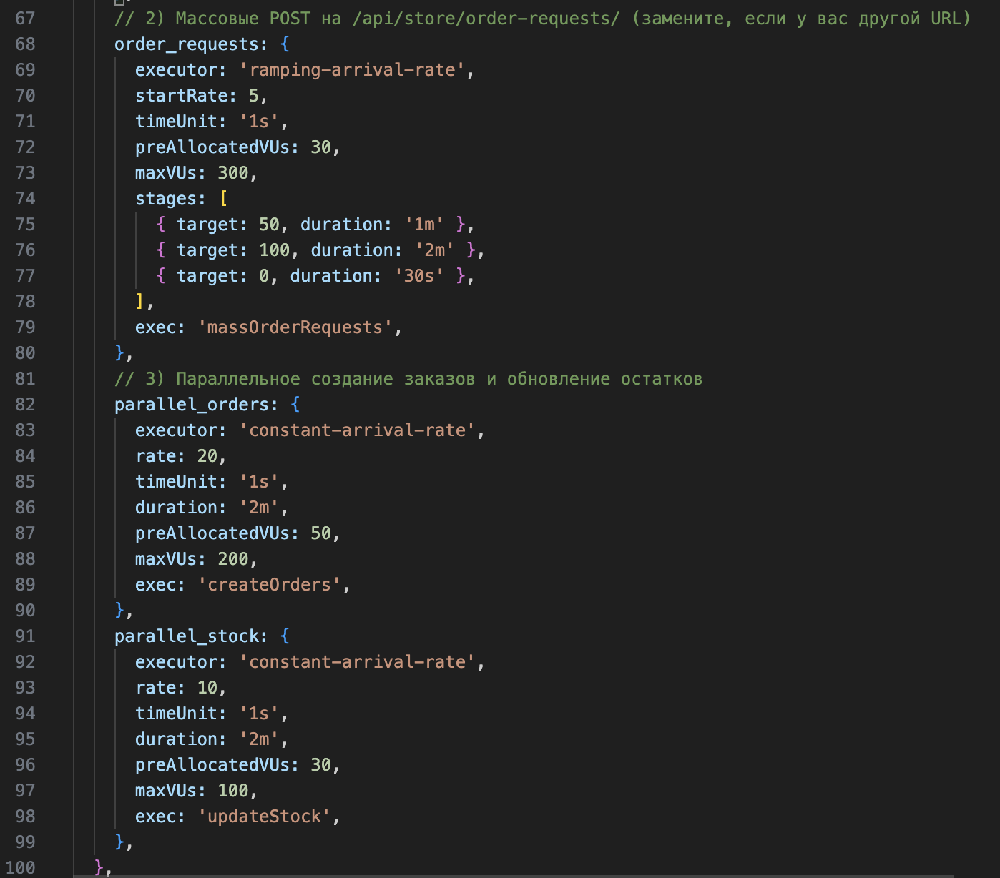 67 // 2) Массовые POST на /api/store/order-requests/ (замените, если у вас другой URL)
68 order_requests: {
69 executor: 'ramping-arrival-rate',
70 startRate: 5,
71 timeUnit: '1s',
72 preAllocatedVUs: 30,
73 maxVUs: 300,
74 stages: [
75 { target: 50, duration: '1m' },
76 { target: 100, duration: '2m' },
77 { target: 0, duration: '30s' },
78 ],
79 exec: 'massOrderRequests',
80 },
81 // 3) Параллельное создание заказов и обновление остатков
82 parallel_orders: {
83 executor: 'constant-arrival-rate',
84 rate: 20,
85 timeUnit: '1s',
86 duration: '2m',
87 preAllocatedVUs: 50,
88 maxVUs: 200,
89 exec: 'createOrders',
90 },
91 parallel_stock: {
92 executor: 'constant-arrival-rate',
93 rate: 10,
94 timeUnit: '1s',
95 duration: '2m',
96 preAllocatedVUs: 30,
97 maxVUs: 100,
98 exec: 'updateStock',
99 },
100 },